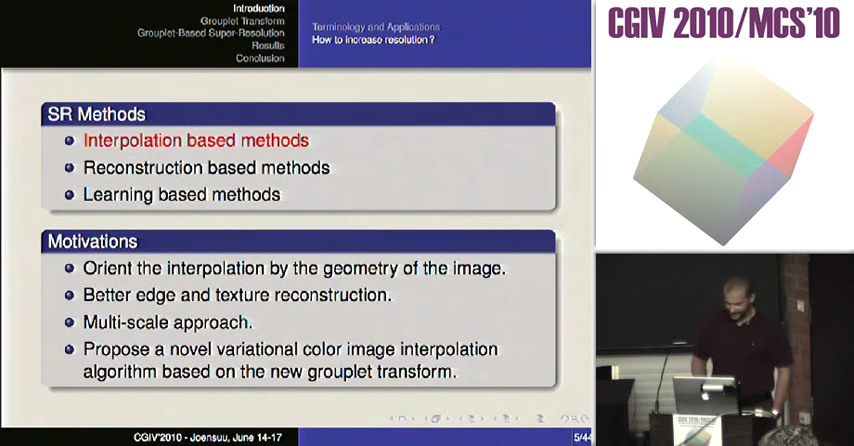 Introduction
Grouplet Transform
Grouplet-Based Super-Resolution
Results
Conclusion
Terminology and Applications
How to increase resolution ?
SR Methods
Interpolation based methods
Reconstruction based methods
Learning based methods
Motivations
Orient the interpolation by the geometry of the image.
Better edge and texture reconstruction.
Multi-scale approach.
Propose a novel variational color image interpolation
algorithm based on the new grouplet transform.
CGIV'2010 - Joensuu, June 14-17
5/44
CGIV 2010/MCS'10